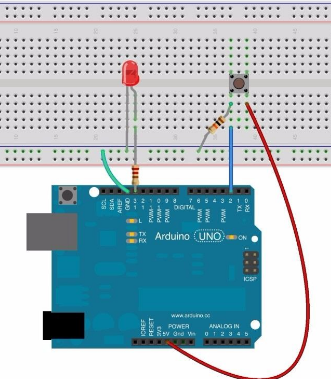 SCL
SDA
AREF
GND
13
12
PWM 11
PWM 10
PWM 9
8
DIGITAL
7
PWM 6
PWM 5
4
PWM 3
2
TX 1
RX 0
L
TX
RX
Arduino UNO
ON
ICSP
www.arduino.cc
POWER
ANALOG IN
IOREF
RESET
3V3
5V
Gnd
Vin
0 1 2 3 4 5